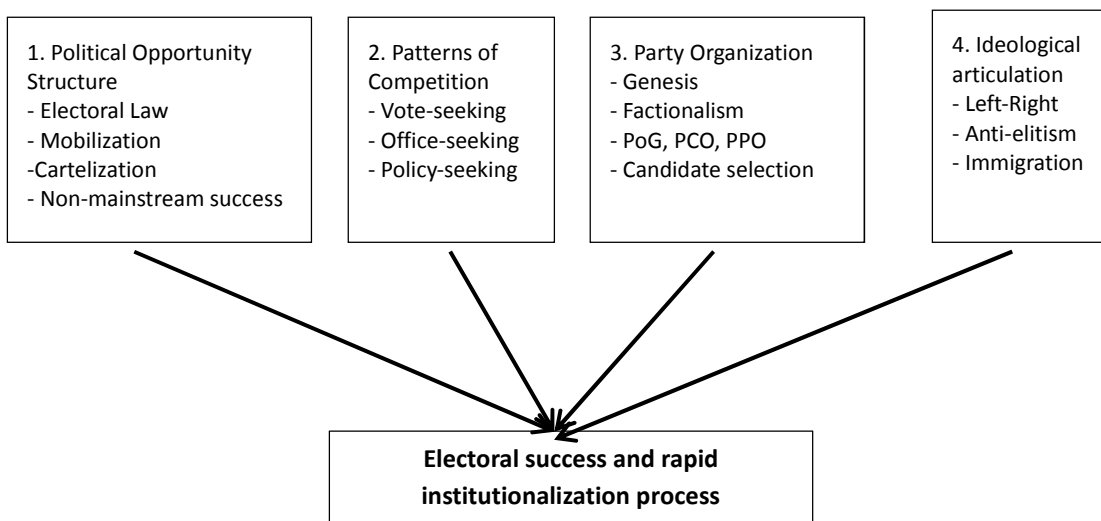 1. Political Opportunity
Structure
- Electoral Law
- Mobilization
-Cartelization
- Non-mainstream success
2. Patterns of
Competition
- Vote-seeking
- Office-seeking
- Policy-seeking
3. Party Organization
- Genesis
- Factionalism
- PoG, PCO, PPO
- Candidate selection
4. Ideological
articulation
- Left-Right
- Anti-elitism
- Immigration
Electoral success and rapid
institutionalization process